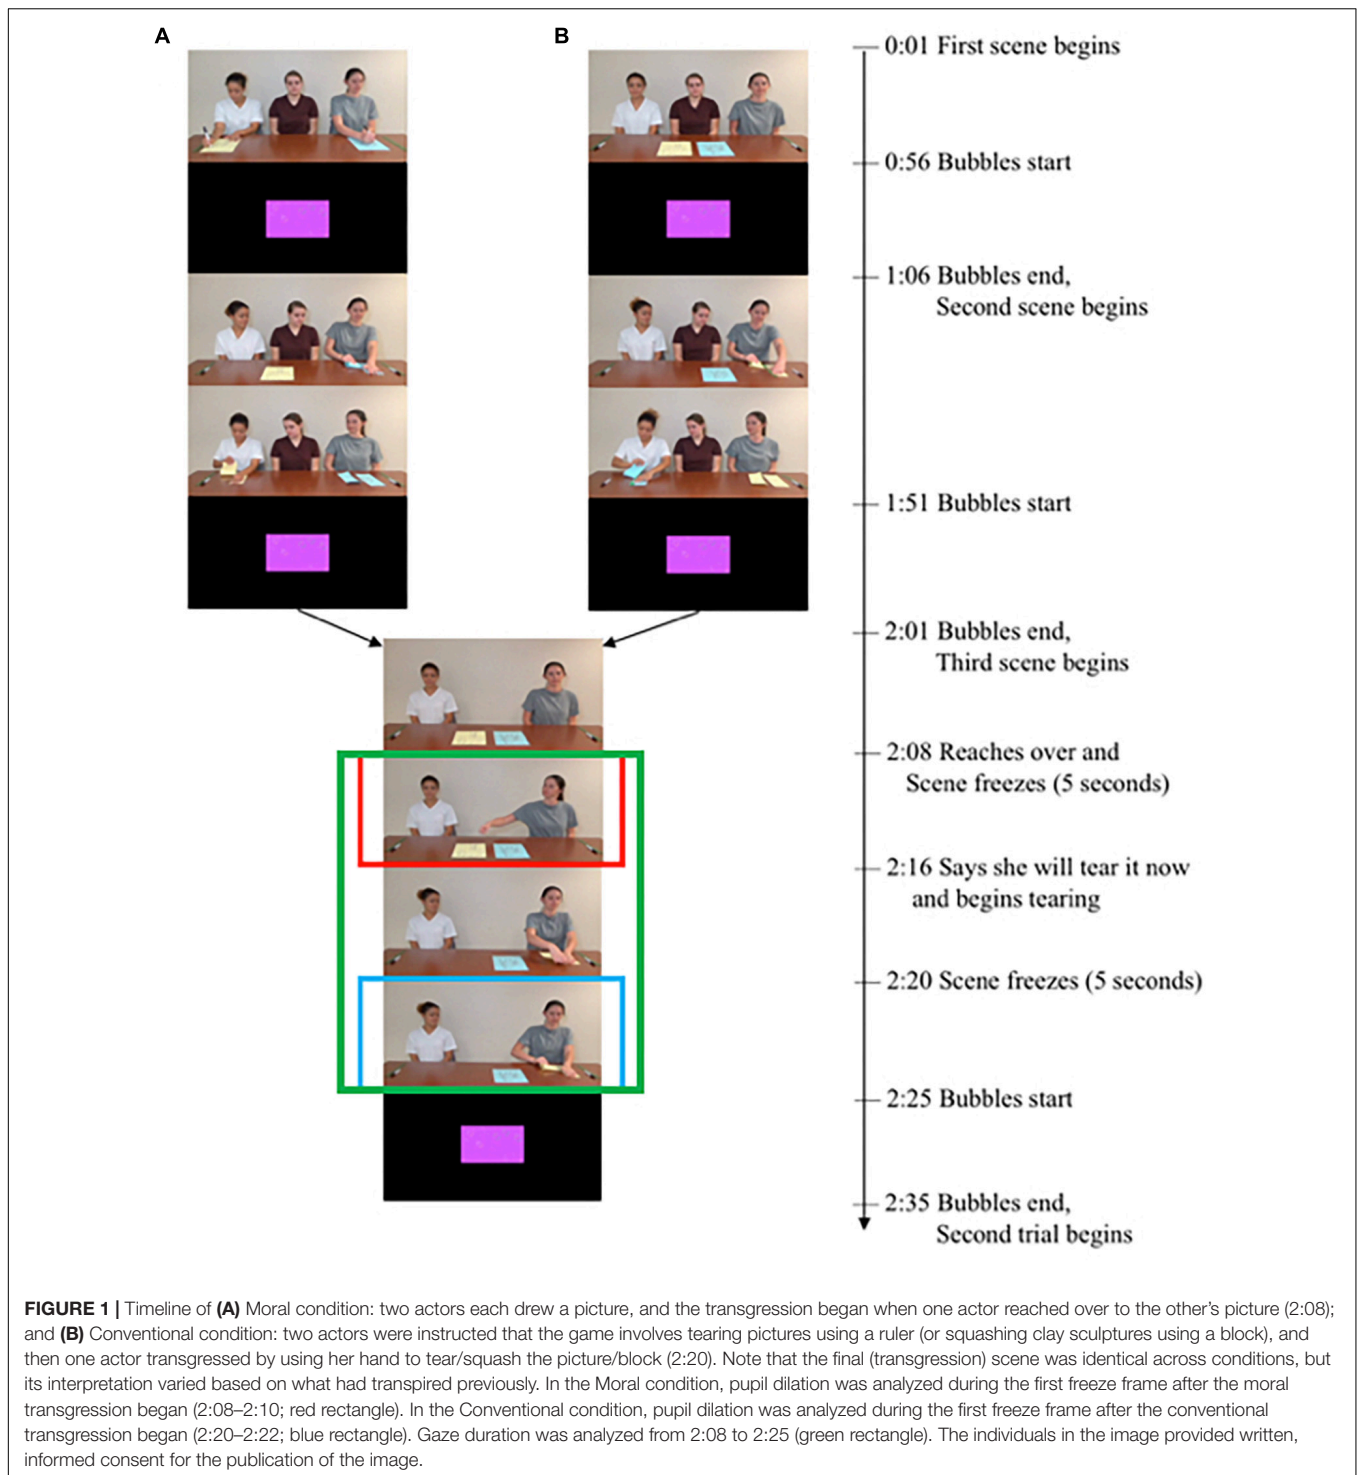 A
B
0:01 First scene begins
0:56 Bubbles start
1:06 Bubbles end,
Second scene begins
1:51 Bubbles start
2:01 Bubbles end,
Third scene begins
2:08 Reaches over and
Scene freezes (5 seconds)
2:16 Says she will tear it now
and begins tearing
2:20 Scene freezes (5 seconds)
2:25 Bubbles start
2:35 Bubbles end,
Second trial begins
FIGURE 1 | Timeline of (A) Moral condition: two actors each drew a picture, and the transgression began when one actor reached over to the other's picture (2:08);
and (B) Conventional condition: two actors were instructed that the game involves tearing pictures using a ruler (or squashing clay sculptures using a block), and
then one actor transgressed by using her hand to tear/squash the picture/block (2:20). Note that the final (transgression) scene was identical across conditions, but
its interpretation varied based on what had transpired previously. In the Moral condition, pupil dilation was analyzed during the first freeze frame after the moral
transgression began (2:08–2:10; red rectangle). In the Conventional condition, pupil dilation was analyzed during the first freeze frame after the conventional
transgression began (2:20–2:22; blue rectangle). Gaze duration was analyzed from 2:08 to 2:25 (green rectangle). The individuals in the image provided written,
informed consent for the publication of the image.